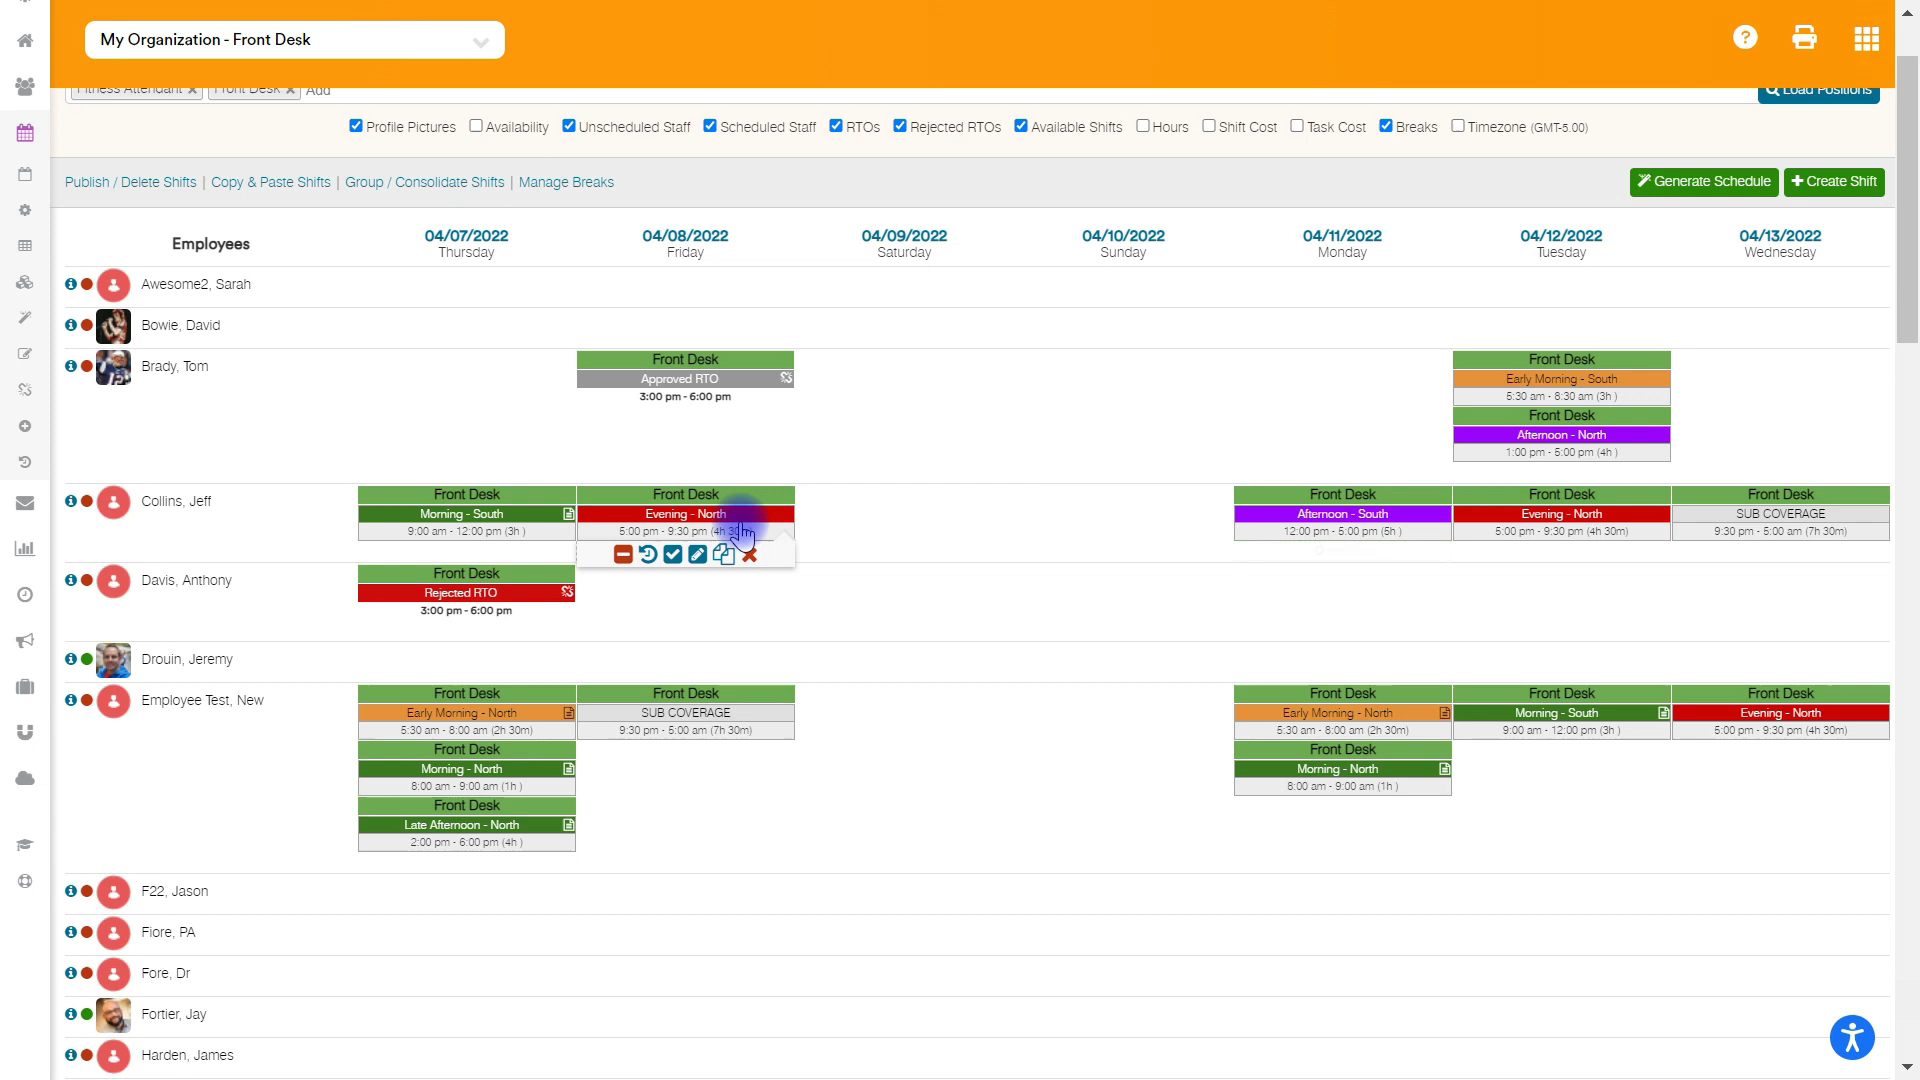 My Organization - Front Desk
Fitness Attendant Front Desk Add
Load Positions
Profile Pictures Availability Unscheduled Staff Scheduled Staff RTOs Rejected RTOs Available Shifts Hours Shift Cost Task Cost Breaks Timezone (GMT-5.00)
Publish / Delete Shifts | Copy & Paste Shifts | Group / Consolidate Shifts | Manage Breaks
Generate Schedule
Create Shift
Employees
04/07/2022 04/08/2022 04/09/2022 04/10/2022 04/11/2022 04/12/2022 04/13/2022
Thursday Friday Saturday Sunday Monday Tuesday Wednesday
Awesome2, Sarah
Bowie, David
Brady, Tom
Front Desk
Approved RTO
3:00 pm - 6:00 pm
Front Desk
Early Morning - South
5:30 am - 8:30 am (3h )
Front Desk
Afternoon - North
1:00 pm - 5:00 pm (4h )
Collins, Jeff
Front Desk
Morning - South
9:00 am - 12:00 pm (3h )
Front Desk
Evening - North
5:00 pm - 9:30 pm (4h 30m)
Front Desk
Afternoon - South
12:00 pm - 5:00 pm (5h )
Front Desk
Evening - North
5:00 pm - 9:30 pm (4h 30m)
Front Desk
SUB COVERAGE
9:30 pm - 5:00 am (7h 30m)
Davis, Anthony
Front Desk
Rejected RTO
3:00 pm - 6:00 pm
Drouin, Jeremy
Employee Test, New
Front Desk
Early Morning - North
5:30 am - 8:00 am (2h 30m)
Front Desk
Morning - North
8:00 am - 9:00 am (1h )
Front Desk
Late Afternoon - North
2:00 pm - 6:00 pm (4h )
Front Desk
SUB COVERAGE
9:30 pm - 5:00 am (7h 30m)
Front Desk
Early Morning - North
5:30 am - 8:00 am (2h 30m)
Front Desk
Morning - North
8:00 am - 9:00 am (1h )
Front Desk
Morning - South
9:00 am - 12:00 pm (3h )
Front Desk
Evening - North
5:00 pm - 9:30 pm (4h 30m)
F22, Jason
Fiore, PA
Fore, Dr
Fortier, Jay
Harden, James